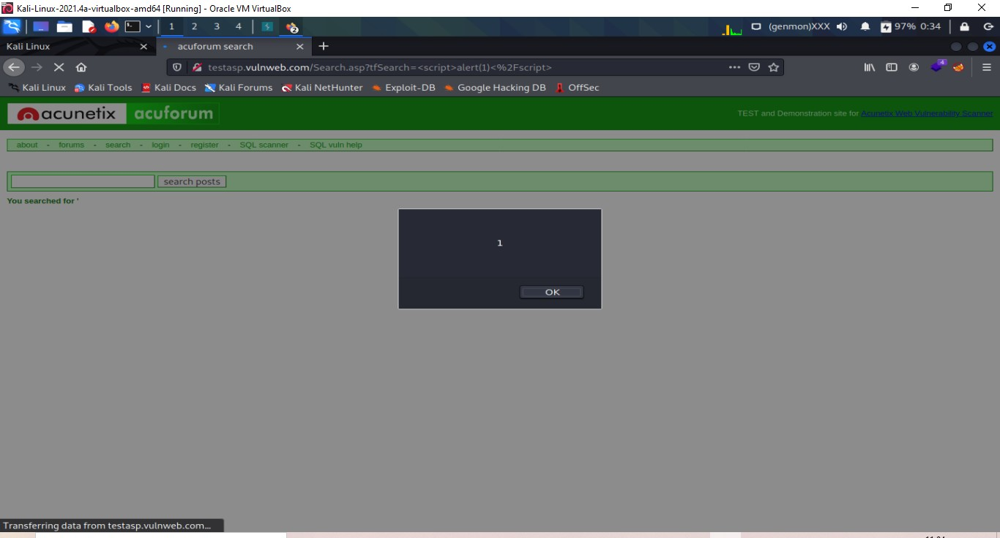 Kali-Linux-2021.4a-virtualbox-amd64 [Running] - Oracle VM VirtualBox
1 2 3 4 2 (genmon)XXX 97% 0:34
Kali Linux acuforum search
testasp.vulnweb.com/Search.asp?tfSearch=<script>alert(1)<%2Fscript> 4
Kali Linux Kali Tools Kali Docs Kali Forums Kali NetHunter Exploit-DB Google Hacking DB OffSec
acunetix acuforum TEST and Demonstration site for Acunetix Web Vulnerability Scanner
about - forums - search - login - register - SQL scanner - SQL vuln help
search posts
You searched for '
1
OK
Transferring data from testasp.vulnweb.com...